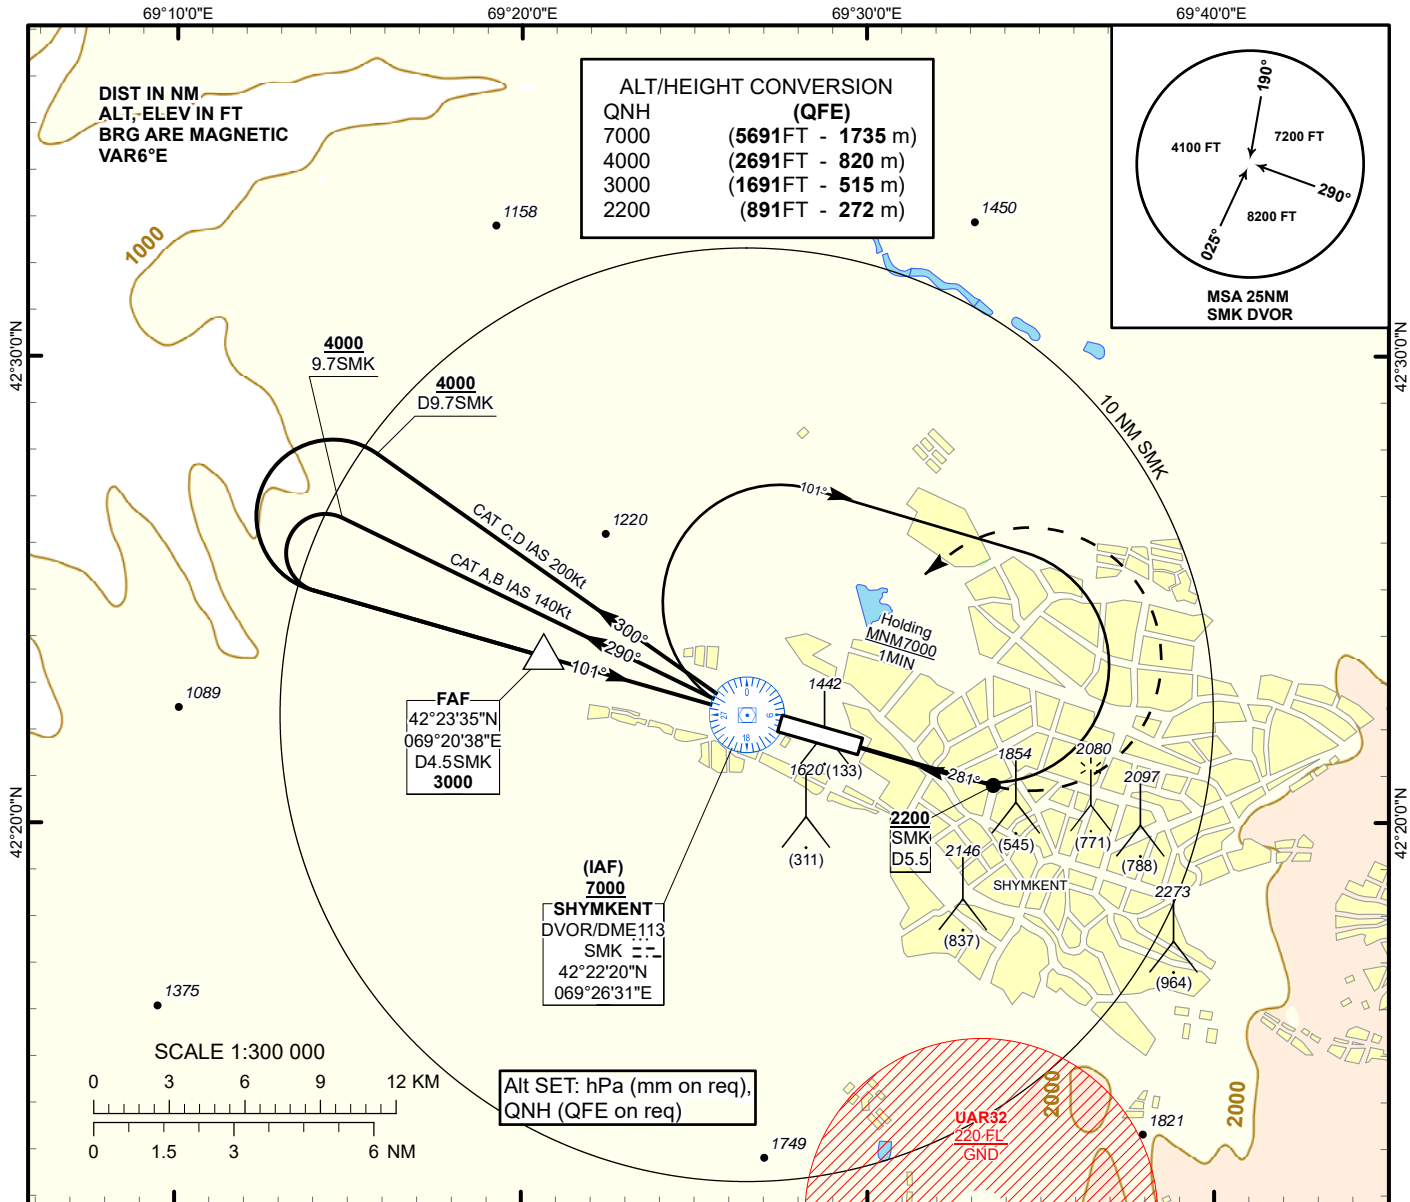 69°10'0"E
69°20'0"E
69°30'0"E
69°40'0"E
DIST IN NM
ALT, ELEV IN FT
BRG ARE MAGNETIC
VAR6°E
ALT/HEIGHT CONVERSION
QNH (QFE)
7000 (5691FT - 1735 m)
4000 (2691FT - 820 m)
3000 (1691FT - 515 m)
2200 (891FT - 272 m)
190°
4100 FT
7200 FT
290°
8200 FT
025°
MSA 25NM
SMK DVOR
1158
1450
1000
42°30'0"N
42°30'0"N
4000
9.7SMK
4000
D9.7SMK
10 NM SMK
CAT C,D IAS 200Kt
CAT A,B IAS 140Kt
1220
101°
300°
290°
101°
Holding
MNM7000
1MIN
1089
FAF
42°23'35"N
069°20'38"E
D4.5SMK
3000
0
9
18
27
1442
1620
(133)
(311)
281°
1854
(545)
2080
(771)
2097
(788)
2146
(837)
2273
(964)
2200
SMK
D5.5
SHYMKENT
42°20'0"N
42°20'0"N
(IAF)
7000
SHYMKENT
DVOR/DME113
SMK
42°22'20"N
069°26'31"E
1375
SCALE 1:300 000
0 3 6 9 12 KM
0 1.5 3 6 NM
Alt SET: hPa (mm on req),
QNH (QFE on req)
UAR32
220 FL
GND
2000
2000
1821
1749